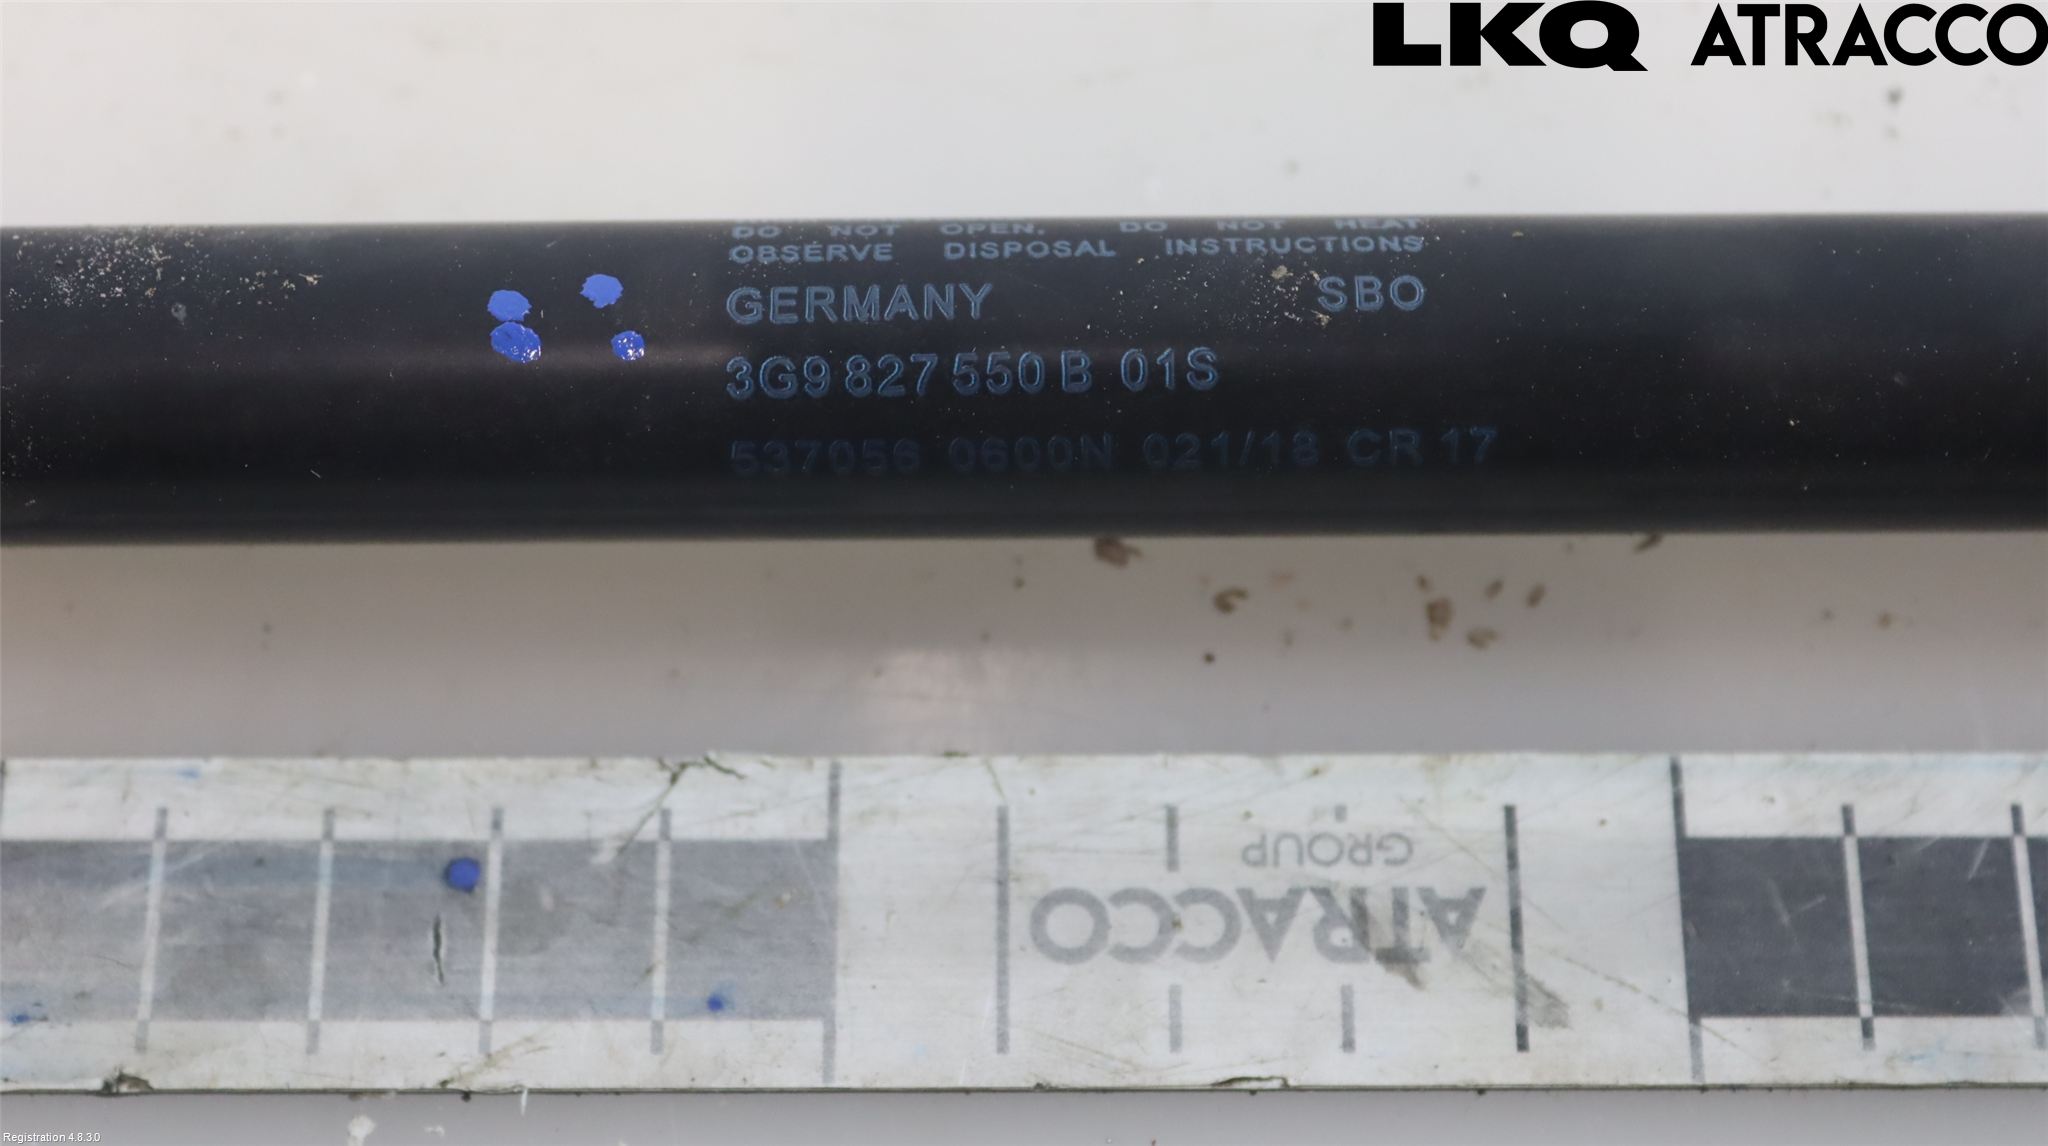 LKQ ATRACCO
DO NOT OPEN. DO NOT HEAT
OBSERVE DISPOSAL INSTRUCTIONS
GERMANY SBO
3G9 827 550 B 01S
537056 0600N 021/18 CR 17
ATRACCO
GROUP
Registration 4.8.3.0